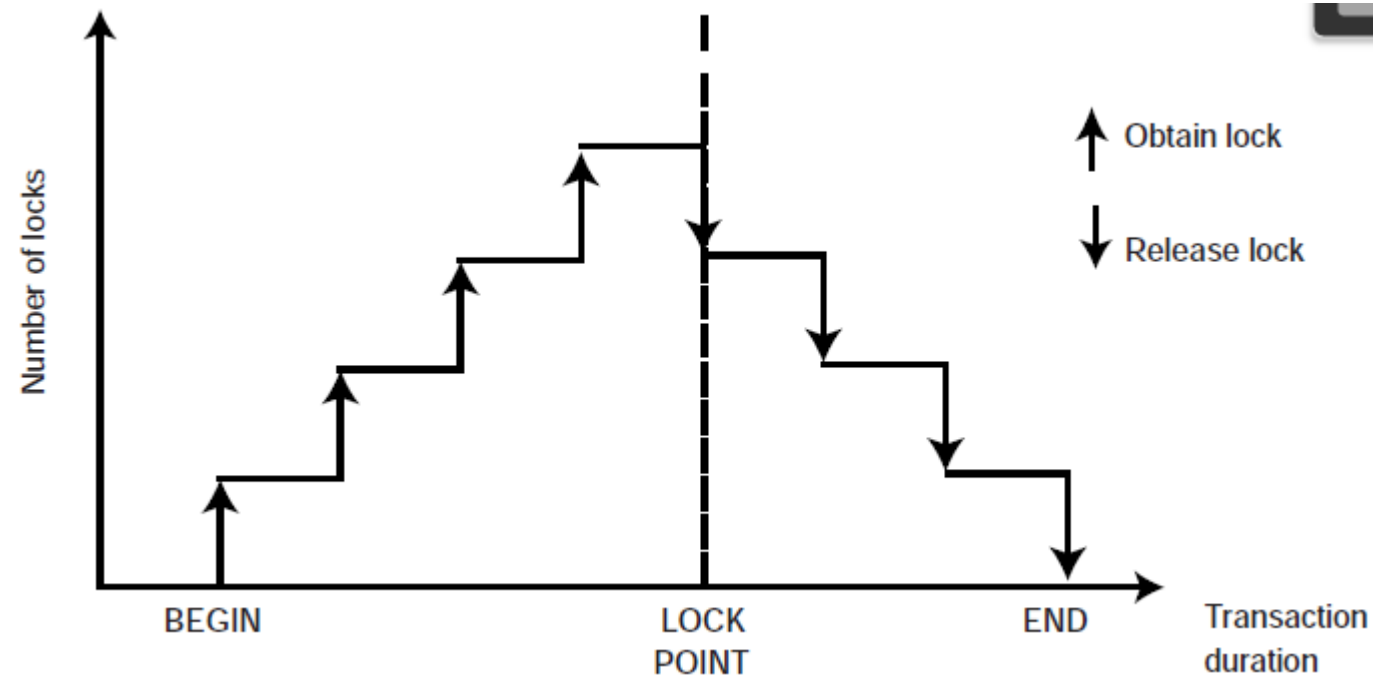 Number of locks
Obtain lock
Release lock
BEGIN
LOCK
POINT
END
Transaction
duration